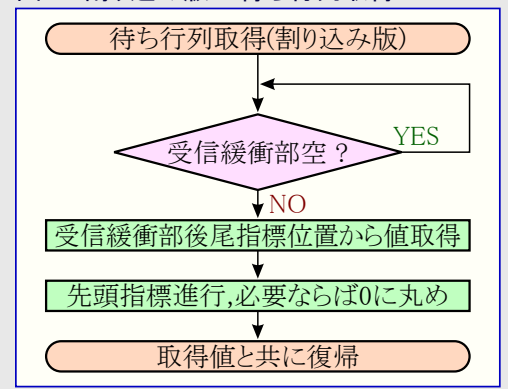 待ち行列取得(割り込み版)
受信緩衝部空 ?
YES
NO
受信緩衝部後尾指標位置から値取得
先頭指標進行,必要ならば0に丸め
取得値と共に復帰